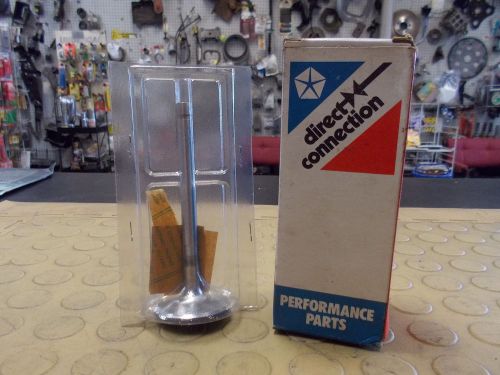 direct
connection
PERFORMANCE
PARTS